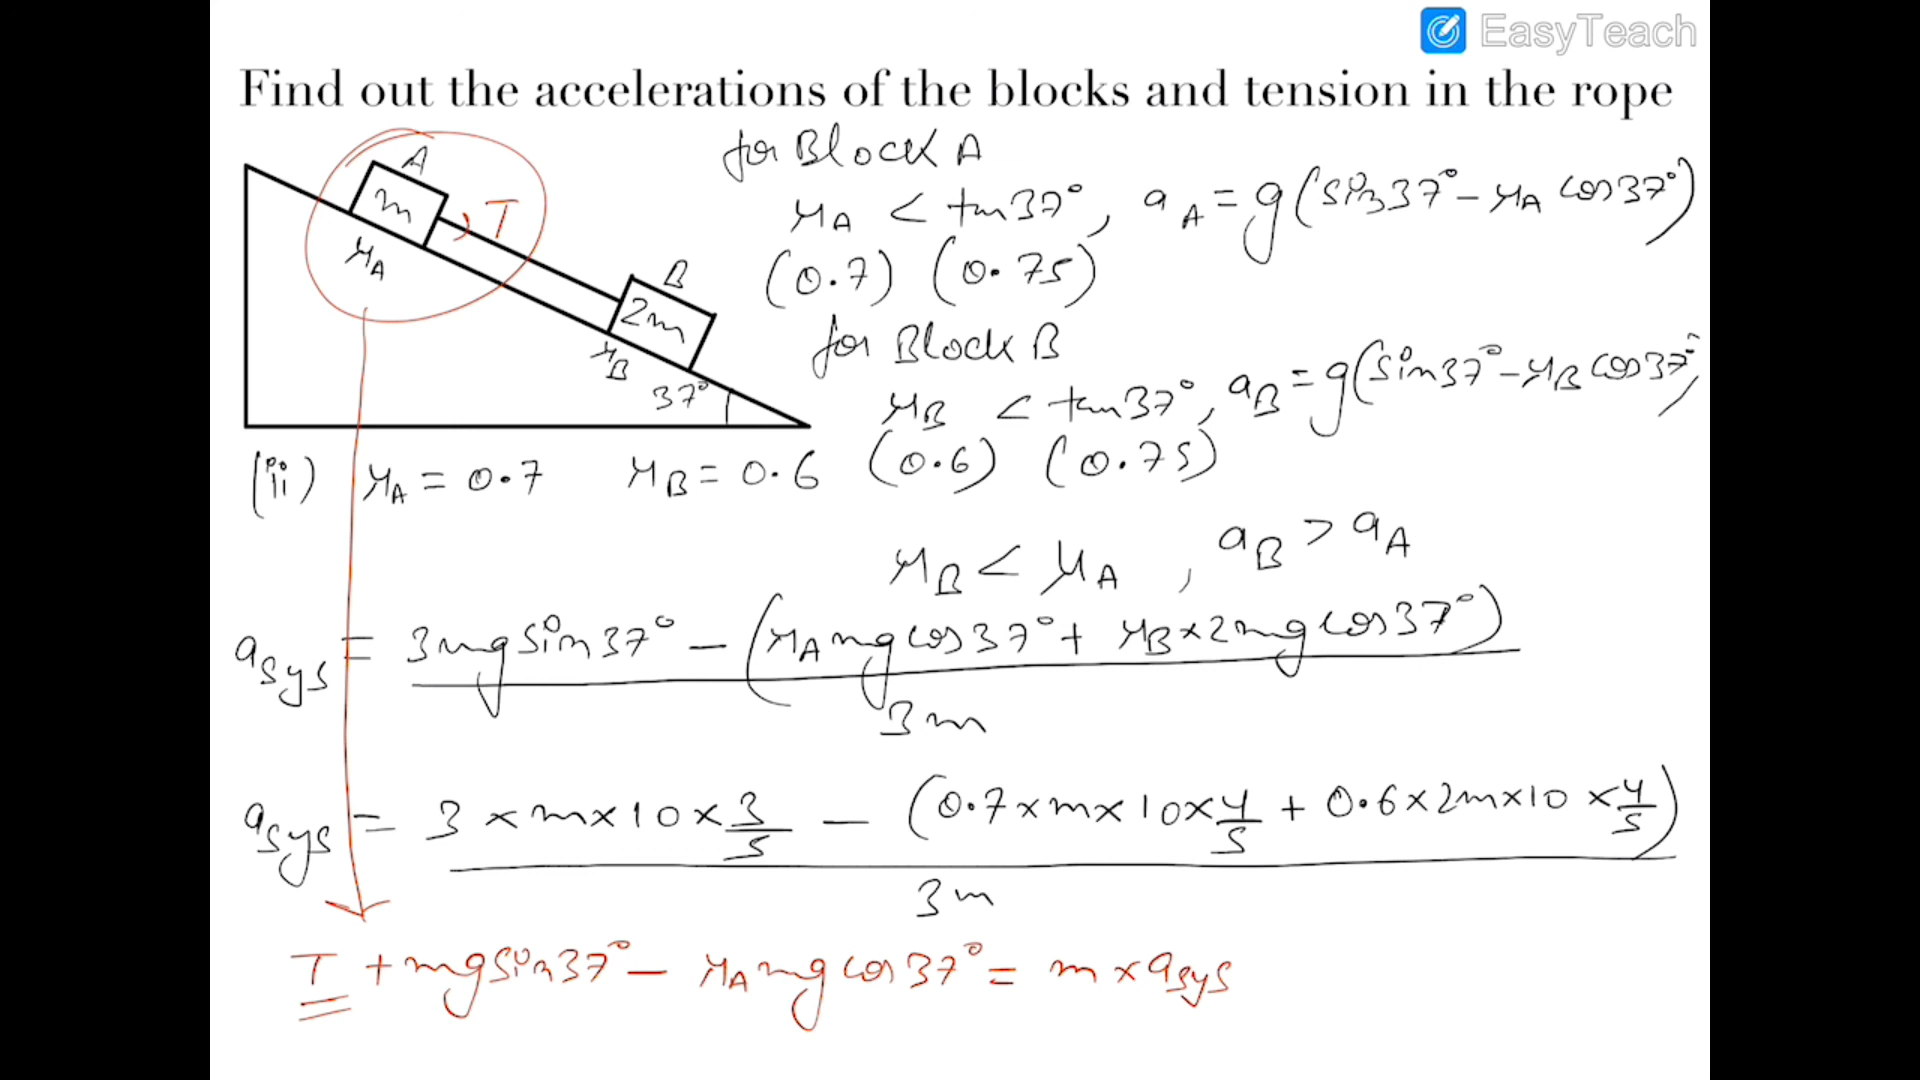 EasyTeach
Find out the accelerations of the blocks and tension in the rope
A
m
T
μA
B
2m
μB
37°
for Block A
μA < tan37°, aA = g(sin37° - μA cos37°)
(0.7) (0.75)
for Block B
μB < tan37°, aB = g(sin37° - μB cos37°)
(0.6) (0.75)
(ii) μA = 0.7 μB = 0.6
μB < μA , aB > aA
asys = 3mg sin37° - (μA mg cos37° + μB × 2mg cos37°)
3m
asys = 3 × m × 10 × 3/5 - (0.7 × m × 10 × 4/5 + 0.6 × 2m × 10 × 4/5)
3m
T + mg sin37° - μA mg cos37° = m × asys